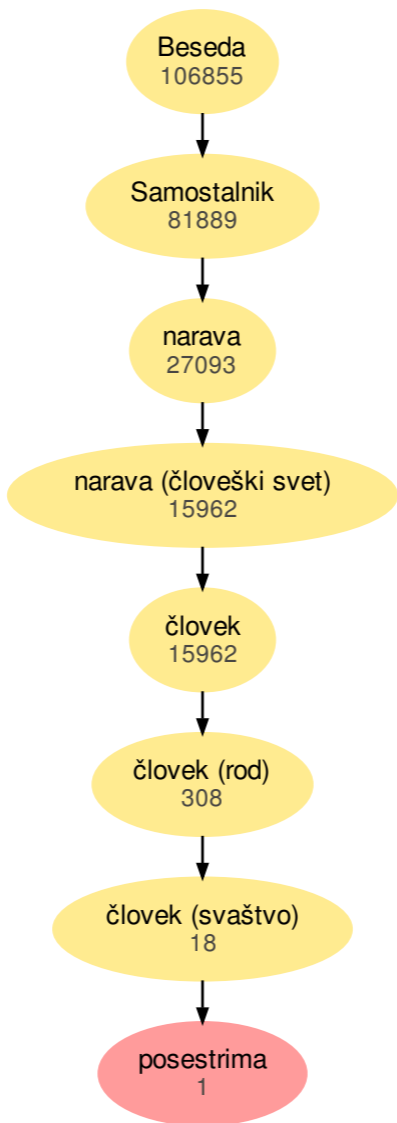 Beseda
106855
Samostalnik
81889
narava
27093
narava (človeški svet)
15962
človek
15962
človek (rod)
308
človek (svaštvo)
18
posestrima
1